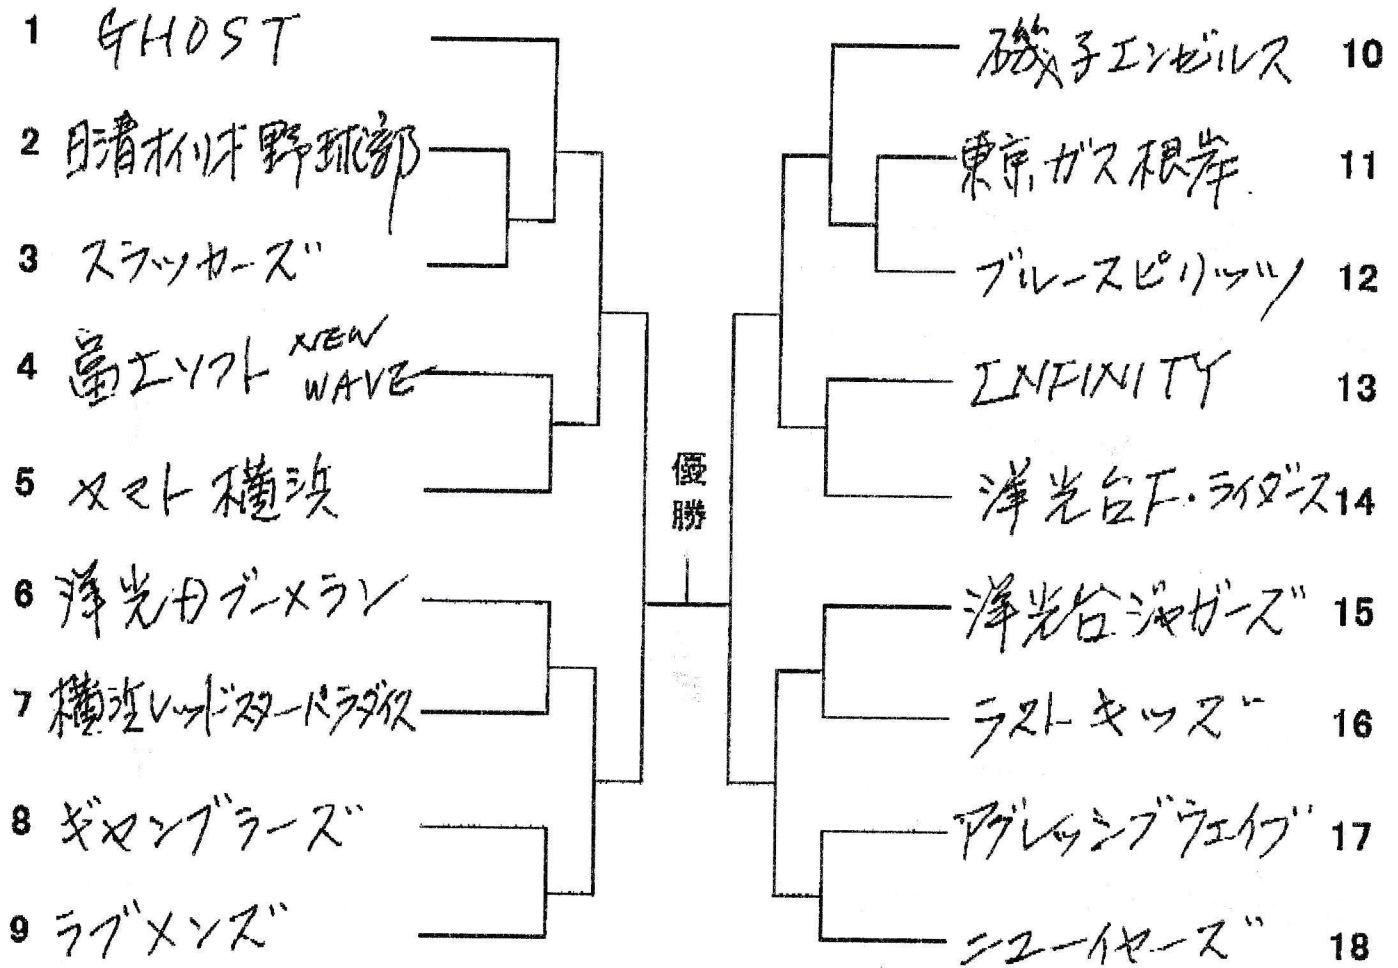 1 GHOST
2 日清オイリオ野球部
3 スラッカーズ
4 富士ソフト NEW WAVE
5 ヤマト横浜
6 洋光台ブーメラン
7 横浜レッドスターパラダイス
8 ギャンブラーズ
9 ラブメンズ
優勝
磯子エンゼルス 10
東京ガス根岸 11
ブルースピリッツ 12
INFINITY 13
洋光台F・ライダース 14
洋光台ジャガーズ 15
ラストキッズ 16
アグレッシブウェイブ 17
ニューイヤーズ 18